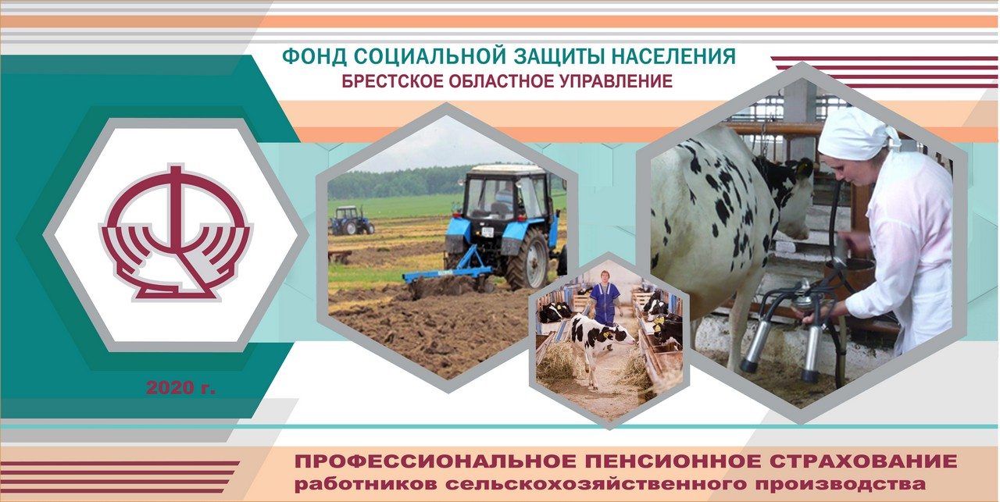 ФОНД СОЦИАЛЬНОЙ ЗАЩИТЫ НАСЕЛЕНИЯ
БРЕСТСКОЕ ОБЛАСТНОЕ УПРАВЛЕНИЕ
2020 г.
ПРОФЕССИОНАЛЬНОЕ ПЕНСИОННОЕ СТРАХОВАНИЕ
работников сельскохозяйственного производства